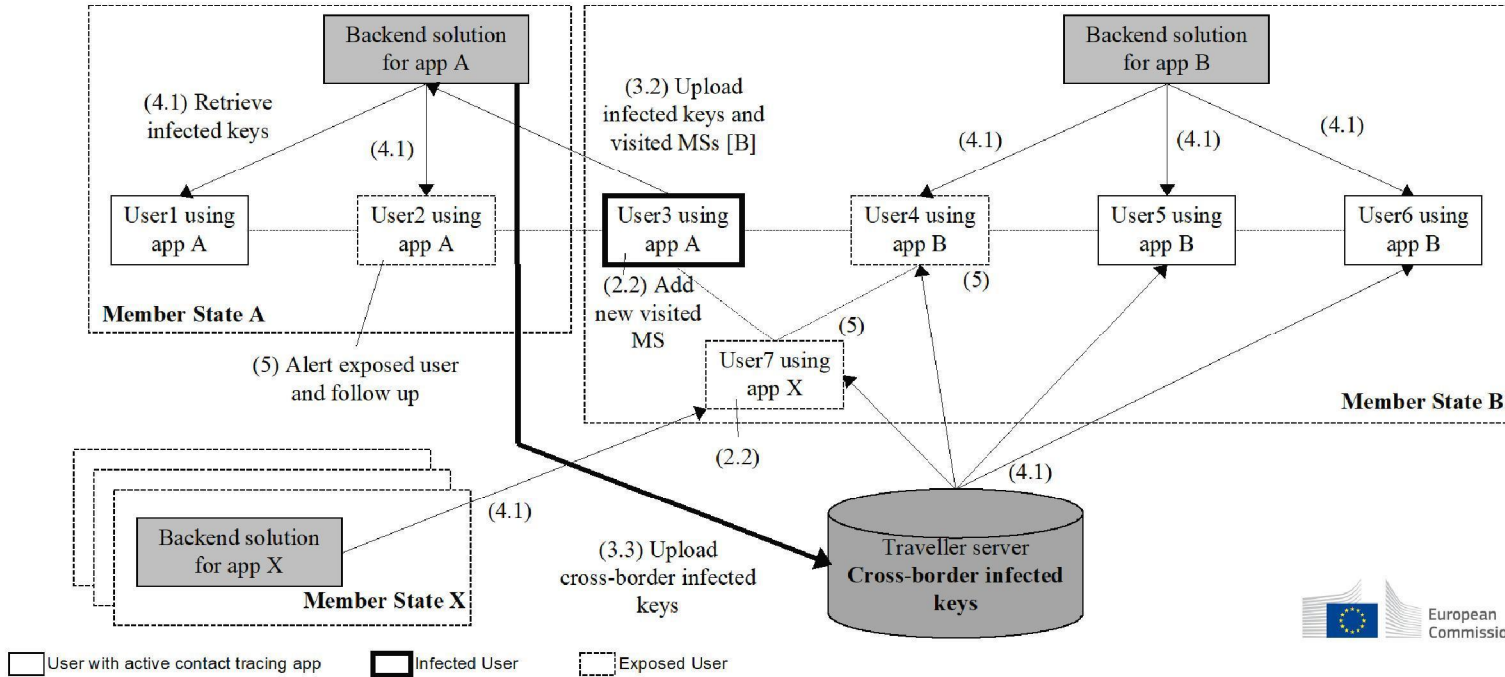 Backend solution
for app A
Backend solution
for app B
(4.1) Retrieve
infected keys
(4.1)
(3.2) Upload
infected keys and
visited MSs [B]
(4.1)
(4.1)
(4.1)
User1 using
app A
User2 using
app A
User3 using
app A
User4 using
app B
User5 using
app B
User6 using
app B
Member State A
(2.2) Add
new visited
MS
(5)
(5)
(5) Alert exposed user
and follow up
User7 using
app X
Member State B
(2.2)
(4.1)
(4.1)
Backend solution
for app X
Member State X
(3.3) Upload
cross-border infected
keys
Traveller server
Cross-border infected
keys
European
Commissio
User with active contact tracing app
Infected User
Exposed User